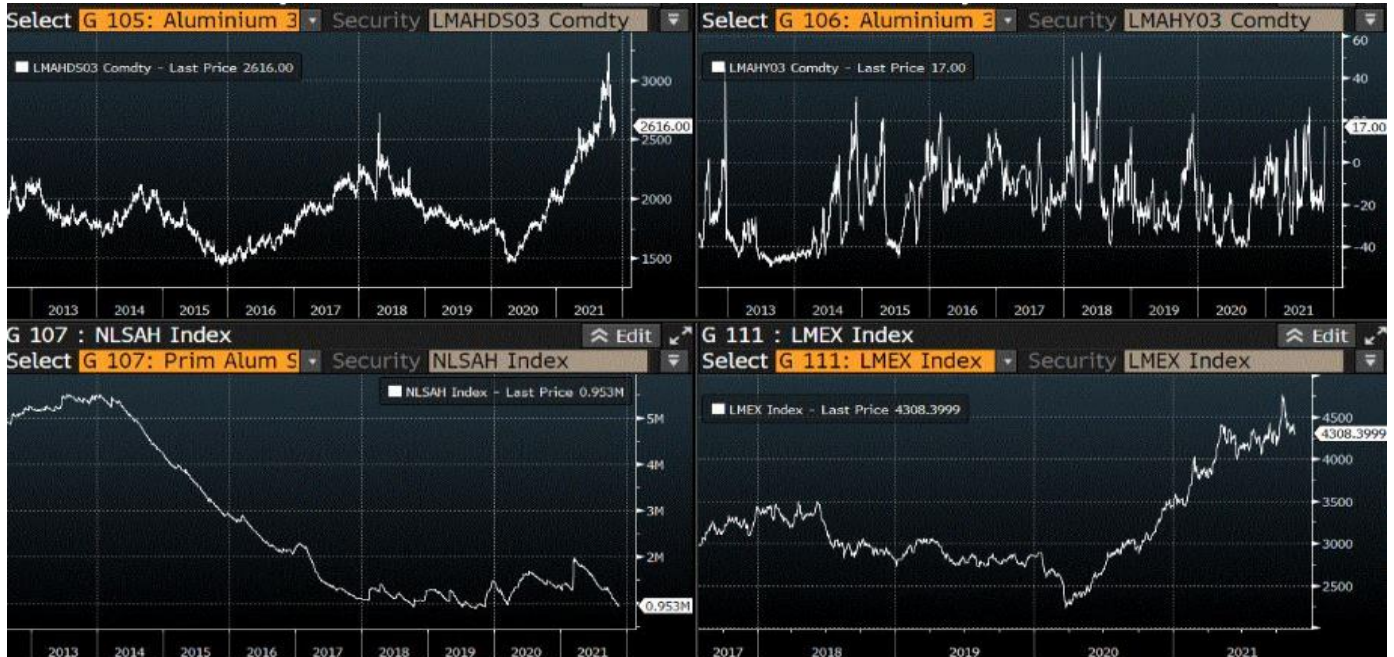 Select G 105: Aluminium 3 Security LMAHDS03 Comdty
LMAHDS03 Comdty - Last Price 2616.00
3000
2616.00
2500
2000
1500
2013 2014 2015 2016 2017 2018 2019 2020 2021
Select G 106: Aluminium 3 Security LMAHY03 Comdty
LMAHY03 Comdty - Last Price 17.00
60
40
17.00
0
-20
-40
2013 2014 2015 2016 2017 2018 2019 2020 2021
G 107 : NLSAH Index Edit
Select G 107: Prim Alum S Security NLSAH Index
NLSAH Index - Last Price 0.953M
5M
4M
3M
2M
0.953M
2013 2014 2015 2016 2017 2018 2019 2020 2021
G 111 : LMEX Index Edit
Select G 111: LMEX Index Security LMEX Index
LMEX Index - Last Price 4308.3999
4500
4308.3999
4000
3500
3000
2500
2017 2018 2019 2020 2021